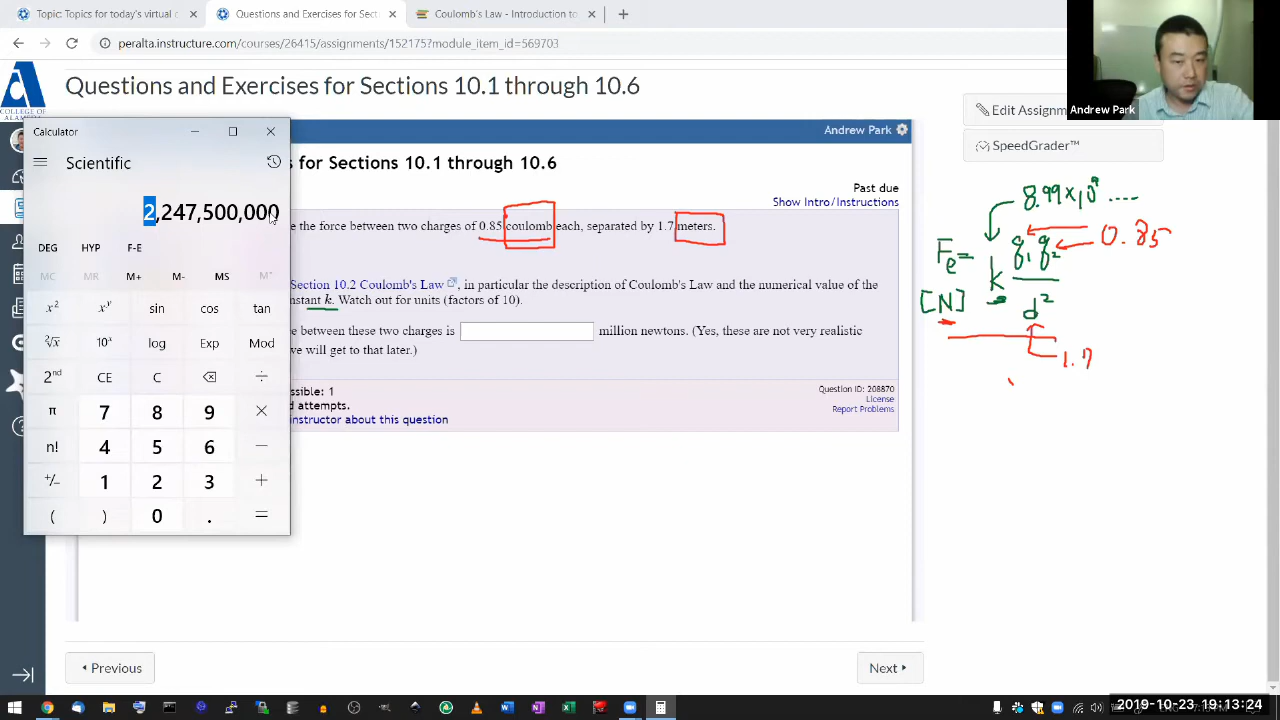 Topic: Topics for today's virtual c
Questions and Exercises for Sect
Coulomb's Law - Introduction to
peralta.instructure.com/courses/26415/assignments/152175?module_item_id=569703
Andrew Park
Questions and Exercises for Sections 10.1 through 10.6
Edit Assignm
SpeedGrader™
COLLEGE OF
Calculator
Andrew Park
Scientific
s for Sections 10.1 through 10.6
Past due
Show Intro/Instructions
2,247,500,000
e the force between two charges of 0.85 coulomb each, separated by 1.7 meters.
DEG HYP F-E
MC MR M+ M- MS M˅
Section 10.2 Coulomb's Law , in particular the description of Coulomb's Law and the numerical value of the
nstant k. Watch out for units (factors of 10).
x² xʸ sin cos tan
e between these two charges is million newtons. (Yes, these are not very realistic
we will get to that later.)
²√x 10ˣ log Exp Mod
2ⁿᵈ CE C ÷
ssible: 1
d attempts.
instructor about this question
Question ID: 208870
License
Report Problems
π 7 8 9 ×
n! 4 5 6 −
+/− 1 2 3 +
( ) 0 . =
8.99×10⁹ ....
Fe = k q₁ q₂ / d²
0.85
[N]
1.7
Previous
Next
2019-10-23 19:13:24